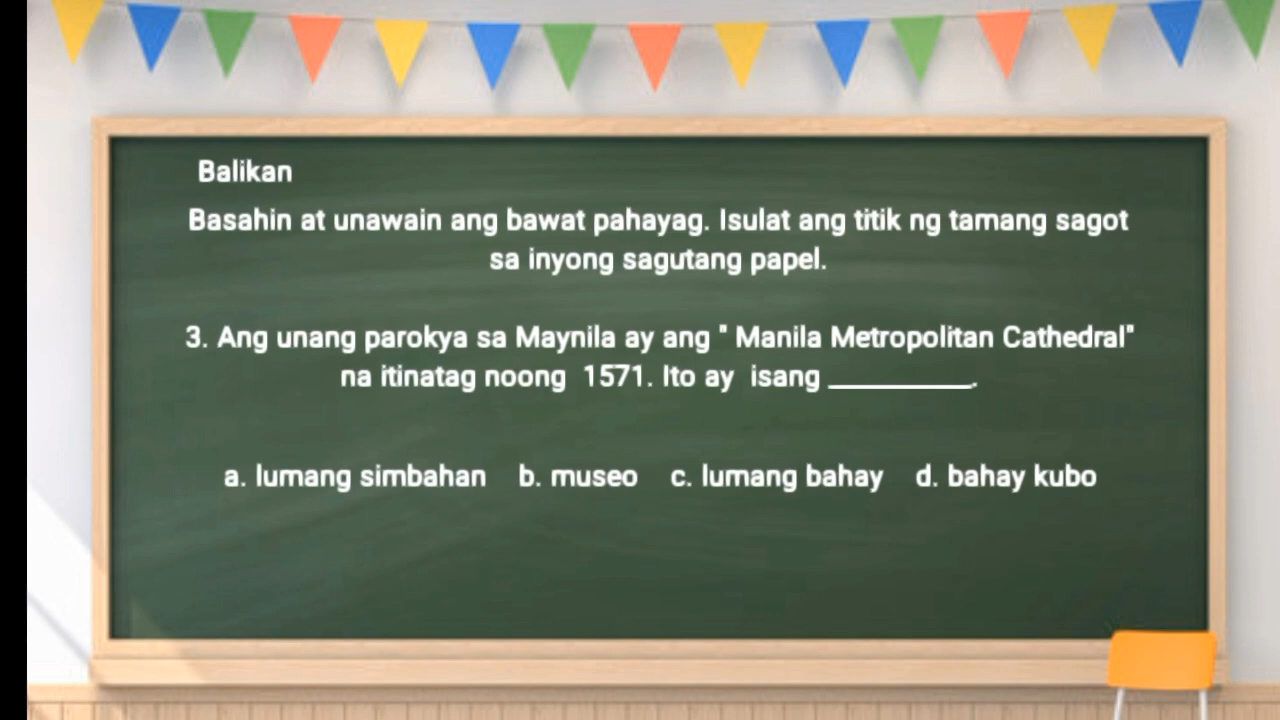 Balikan
Basahin at unawain ang bawat pahayag. Isulat ang titik ng tamang sagot
sa inyong sagutang papel.
3. Ang unang parokya sa Maynila ay ang " Manila Metropolitan Cathedral"
na itinatag noong 1571. Ito ay isang __________.
a. lumang simbahan b. museo c. lumang bahay d. bahay kubo